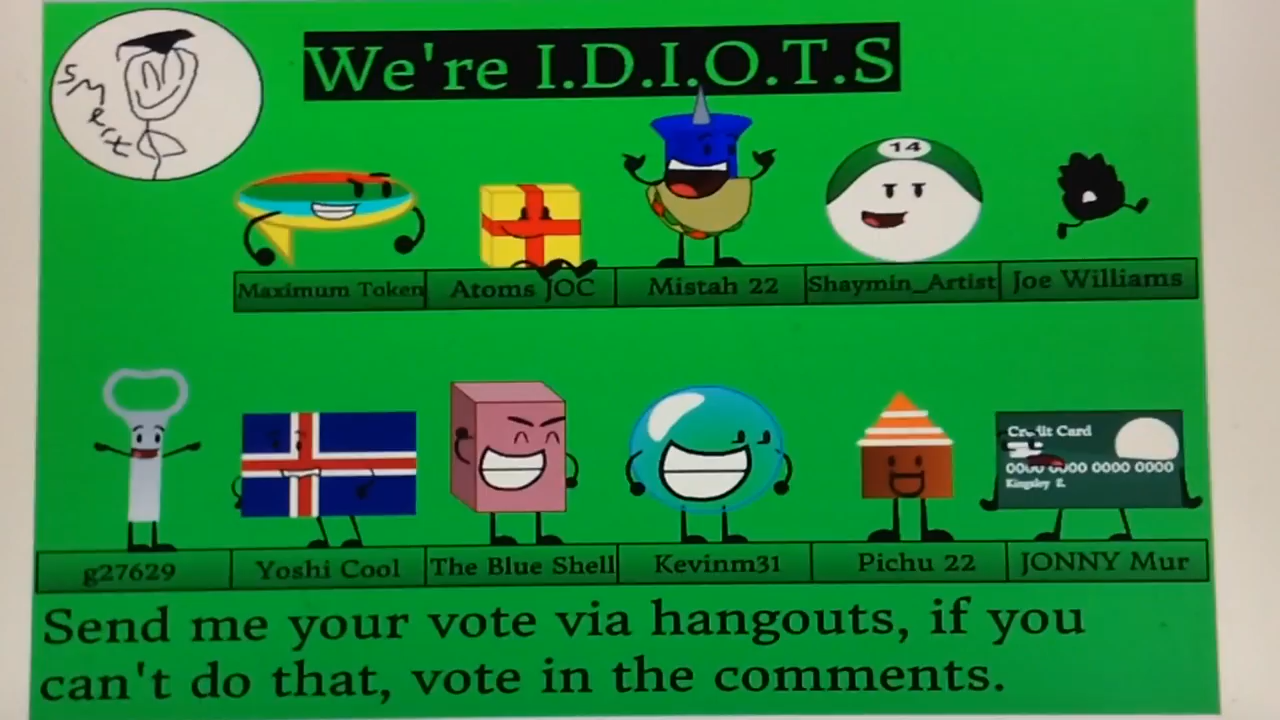 Smart
We're I.D.I.O.T.S
14
Maximum Token
Atoms JOC
Mistah 22
Shaymin_Artist
Joe Williams
Credit Card
0000 0000 0000 0000
Kingsley R.
g27629
Yoshi Cool
The Blue Shell
Kevinm31
Pichu 22
JONNY Mur
Send me your vote via hangouts, if you
can't do that, vote in the comments.